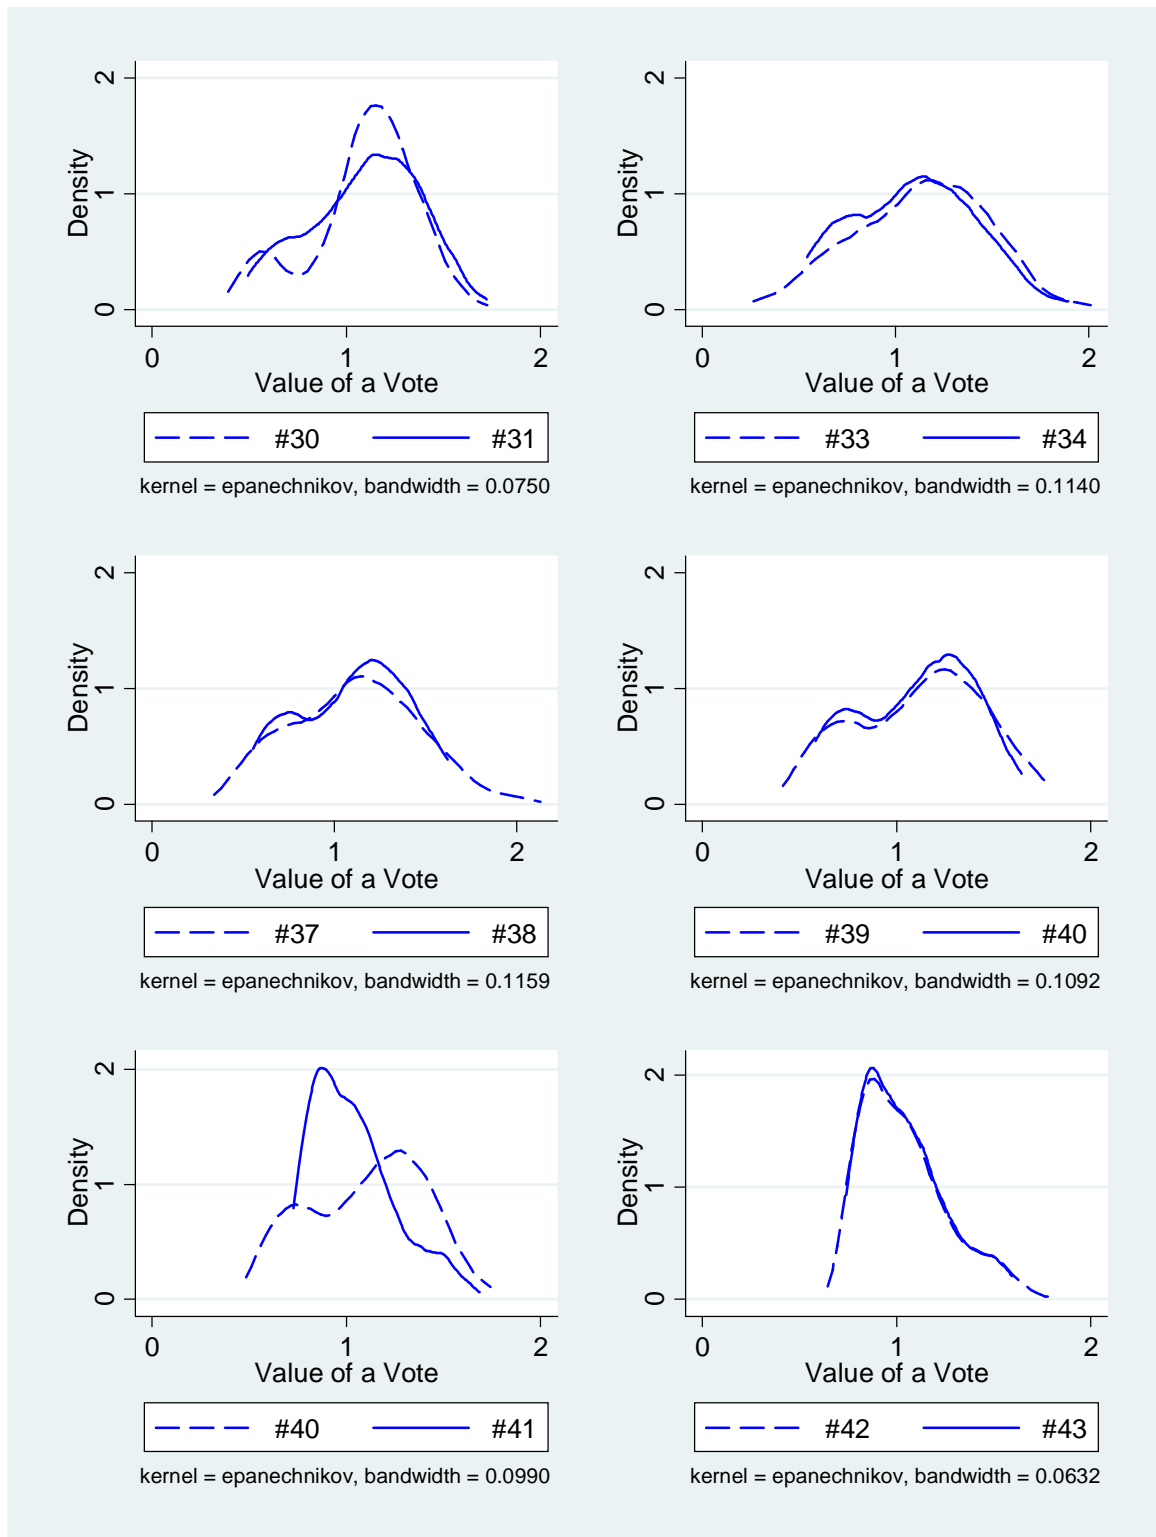 2
1
0
Density
0 1 2
Value of a Vote
#30 #31
kernel = epanechnikov, bandwidth = 0.0750
2
1
0
Density
0 1 2
Value of a Vote
#33 #34
kernel = epanechnikov, bandwidth = 0.1140
2
1
0
Density
0 1 2
Value of a Vote
#37 #38
kernel = epanechnikov, bandwidth = 0.1159
2
1
0
Density
0 1 2
Value of a Vote
#39 #40
kernel = epanechnikov, bandwidth = 0.1092
2
1
0
Density
0 1 2
Value of a Vote
#40 #41
kernel = epanechnikov, bandwidth = 0.0990
2
1
0
Density
0 1 2
Value of a Vote
#42 #43
kernel = epanechnikov, bandwidth = 0.0632